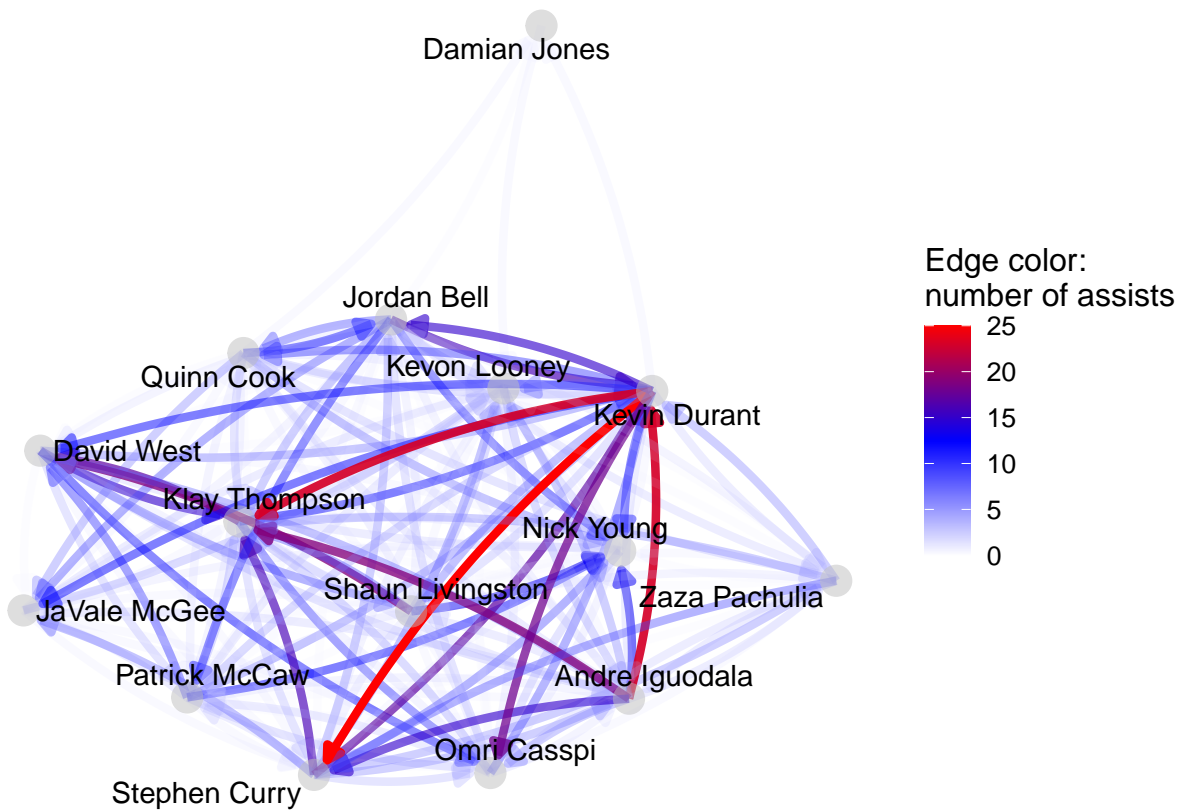 Damian Jones
Edge color:
number of assists
Jordan Bell
25
Kevon Looney
20
Quinn Cook
Kevin Durant
15
David West
10
Klay Thompson
Nick Young
5
0
Shaun Livingston
Zaza Pachulia
JaVale McGee
Patrick McCaw
Andre Iguodala
Omri Casspi
Stephen Curry